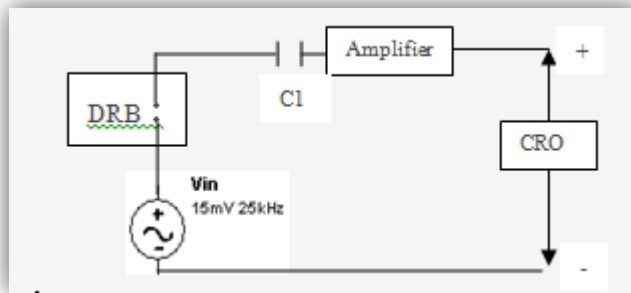 Amplifier
+
C1
DRB
CRO
Vin
15mV 25kHz
+
-
-